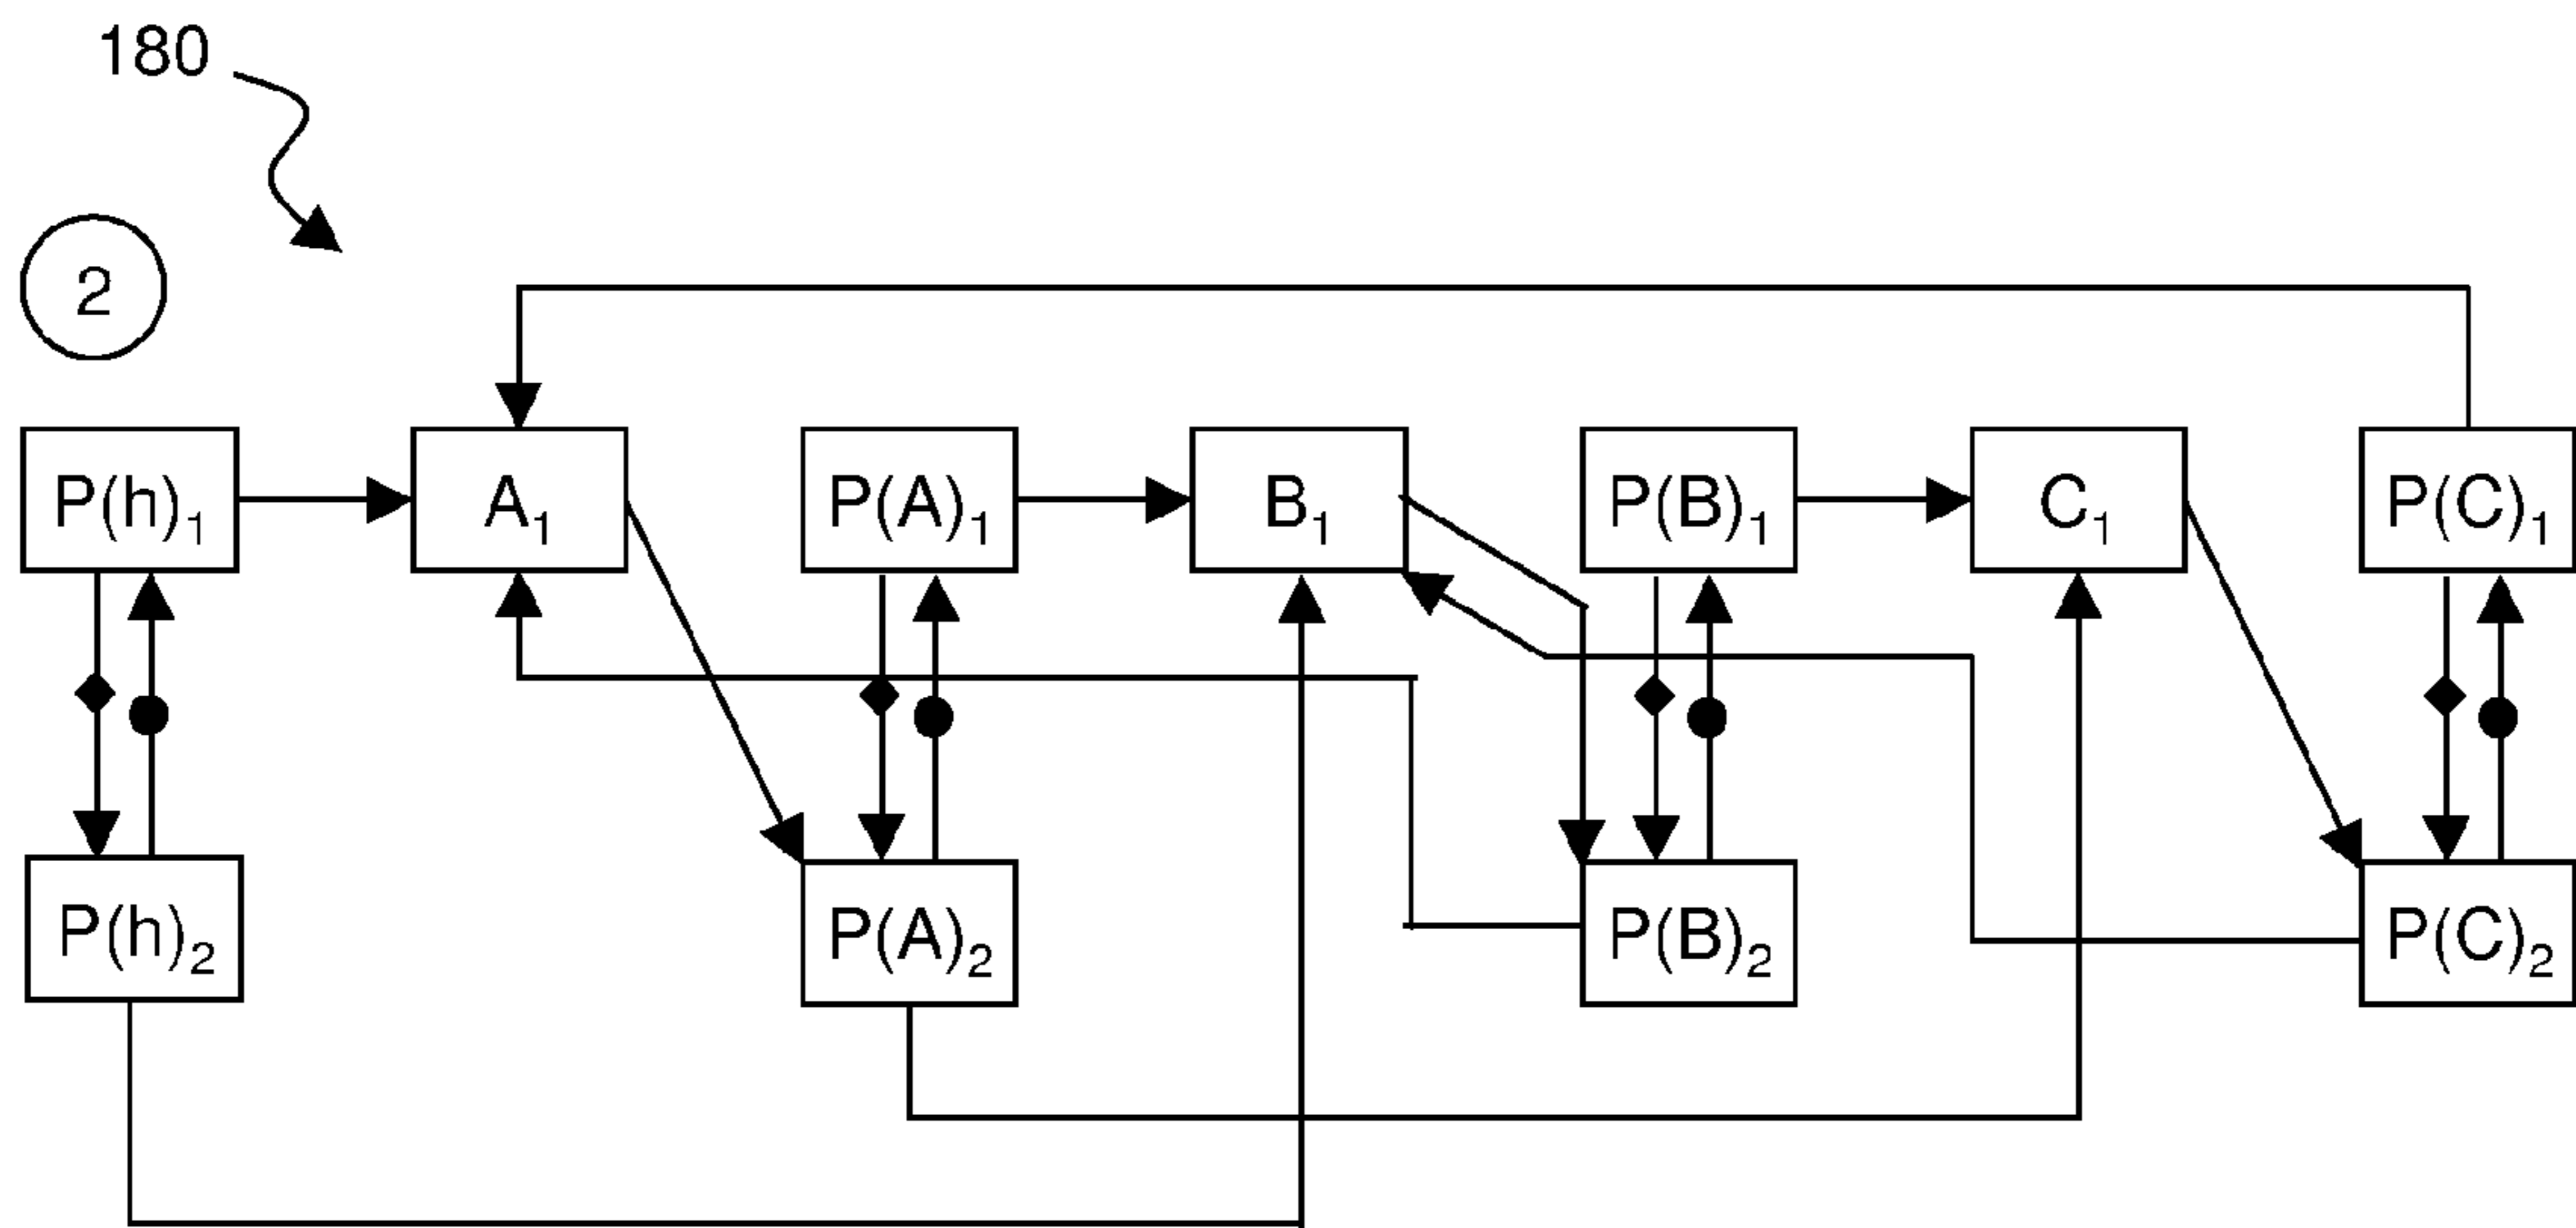 180
2
P(h)₁
A₁
P(A)₁
B₁
P(B)₁
C₁
P(C)₁
P(h)₂
P(A)₂
P(B)₂
P(C)₂